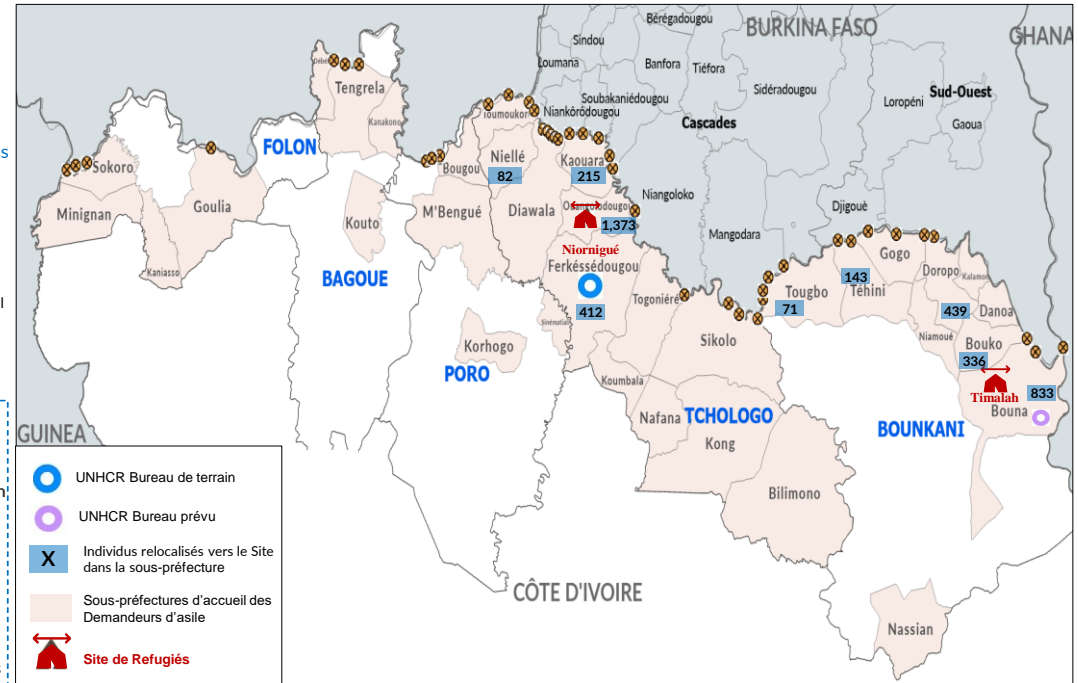 BURKINA FASO
GHANA
Bérégadougou
Sindou
Loumana
Banfora
Tiéfora
Sidéradougou
Soubakaniédougou
Niankôrôdougou
Cascades
Loropéni
Sud-Ouest
Gaoua
Niangoloko
Mangodara
Djigouè
s
Tengrela
Kanakono
FOLON
Sokoro
Minignan
Goulia
Kaniasso
Toumoukoro
Bougou
Niellé
82
Kaouara
215
Kouto
M'Bengué
Diawala
1,373
Niornigué
Ferkéssédougou
412
BAGOUE
Togoniéré
Korhogo
PORO
Sikolo
Koumbala
Nafana
TCHOLOGO
Kong
Bilimono
Gogo
143
Téhini
Tougbo
71
Doropo
439
Danoa
Niamoué
Bouko
336
Timalah
833
Bouna
BOUNKANI
Nassian
GUINEA
CÔTE D'IVOIRE
l
n
UNHCR Bureau de terrain
UNHCR Bureau prévu
X
Individus relocalisés vers le Site
dans la sous-préfecture
Sous-préfectures d'accueil des
Demandeurs d'asile
Site de Refugiés